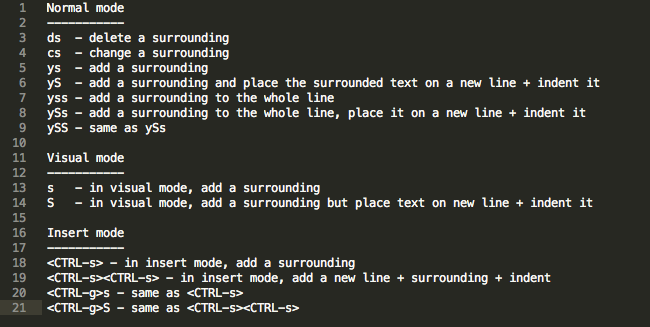 1 Normal mode
2 -----------
3 ds  - delete a surrounding
4 cs  - change a surrounding
5 ys  - add a surrounding
6 yS  - add a surrounding and place the surrounded text on a new line + indent it
7 yss - add a surrounding to the whole line
8 ySs - add a surrounding to the whole line, place it on a new line + indent it
9 ySS - same as ySs
10
11 Visual mode
12 -----------
13 s   - in visual mode, add a surrounding
14 S   - in visual mode, add a surrounding but place text on new line + indent it
15
16 Insert mode
17 -----------
18 <CTRL-s> - in insert mode, add a surrounding
19 <CTRL-s><CTRL-s> - in insert mode, add a new line + surrounding + indent
20 <CTRL-g>s - same as <CTRL-s>
21 <CTRL-g>S - same as <CTRL-s><CTRL-s>